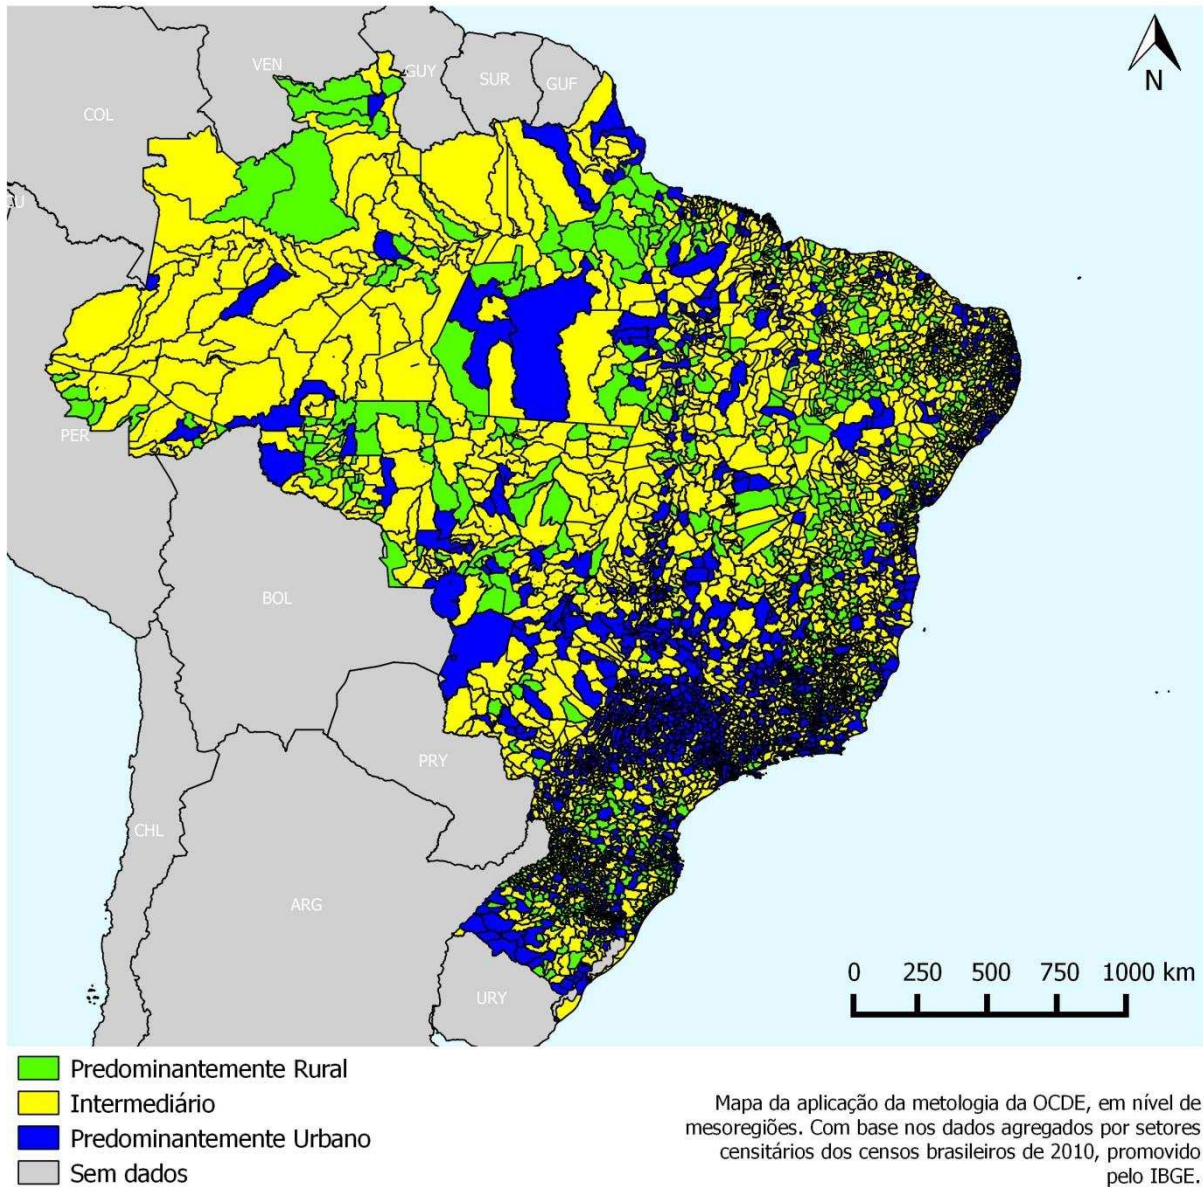 N
VEN
GUY
SUR
GUF
COL
PER
BOL
PRY
CHL
ARG
URY
0 250 500 750 1000 km
Predominantemente Rural
Intermediário
Predominantemente Urbano
Sem dados
Mapa da aplicação da metologia da OCDE, em nível de
mesoregiões. Com base nos dados agregados por setores
censitários dos censos brasileiros de 2010, promovido
pelo IBGE.